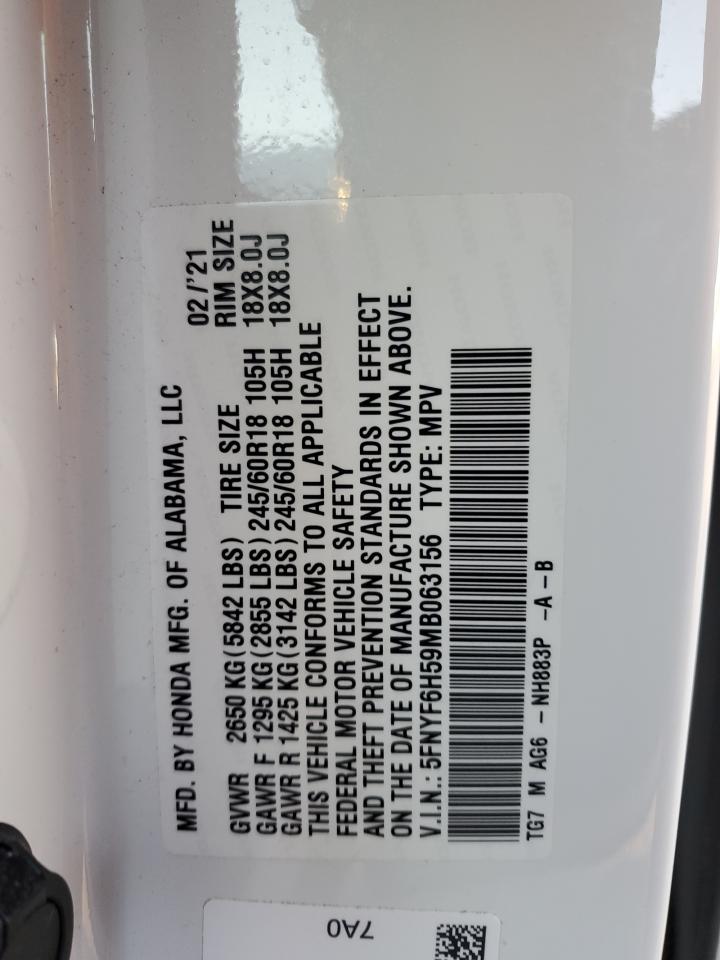 MFD. BY HONDA MFG. OF ALABAMA, LLC 02/'21
GVWR 2650 KG(5842 LBS) TIRE SIZE RIM SIZE
GAWR F 1295 KG(2855 LBS) 245/60R18 105H 18X8.0J
GAWR R 1425 KG(3142 LBS) 245/60R18 105H 18X8.0J
THIS VEHICLE CONFORMS TO ALL APPLICABLE
FEDERAL MOTOR VEHICLE SAFETY
AND THEFT PREVENTION STANDARDS IN EFFECT
ON THE DATE OF MANUFACTURE SHOWN ABOVE.
V.I.N.: 5FNYF6H59MB063156 TYPE: MPV
TG7 M AG6 - NH883P -A-B
7A0